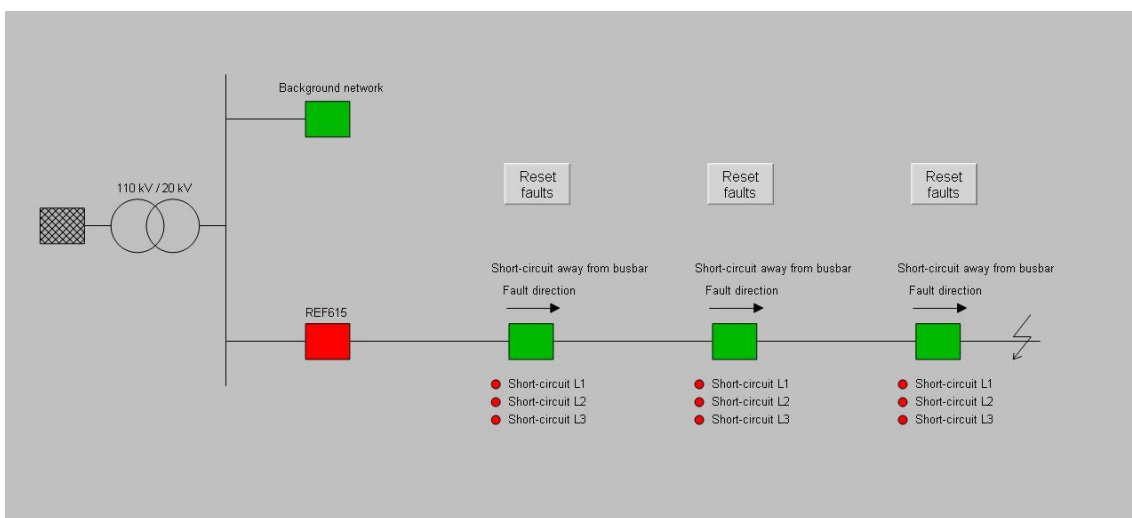 Background network
110 kV / 20 kV
Reset
faults
Reset
faults
Reset
faults
Short-circuit away from busbar
Fault direction
Short-circuit away from busbar
Fault direction
Short-circuit away from busbar
Fault direction
REF615
Short-circuit L1
Short-circuit L2
Short-circuit L3
Short-circuit L1
Short-circuit L2
Short-circuit L3
Short-circuit L1
Short-circuit L2
Short-circuit L3